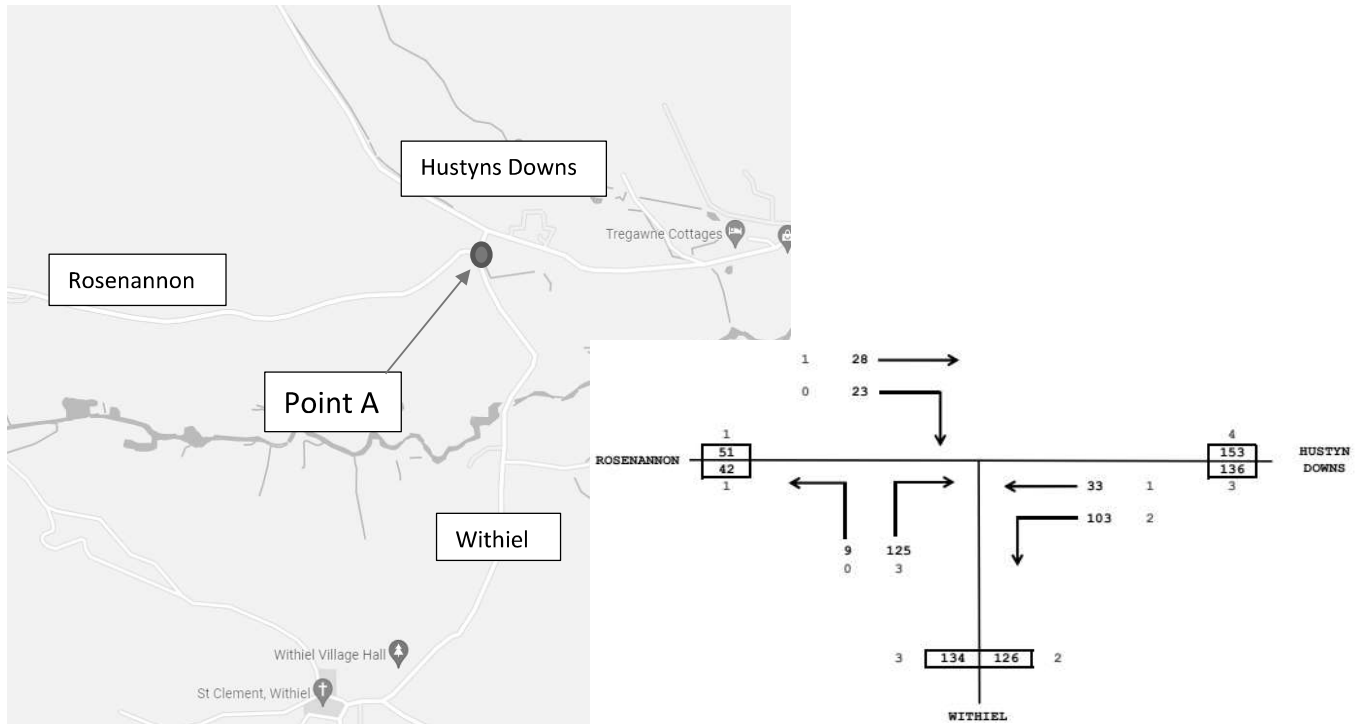 Hustyns Downs
Tregawne Cottages
Rosenannon
Point A
Withiel
Withiel Village Hall
St Clement, Withiel
1 28
0 23
1
51
42
1
ROSENANNON
4
153
136
3
HUSTYN
DOWNS
33 1
103 2
9 125
0 3
3 134 126 2
WITHIEL